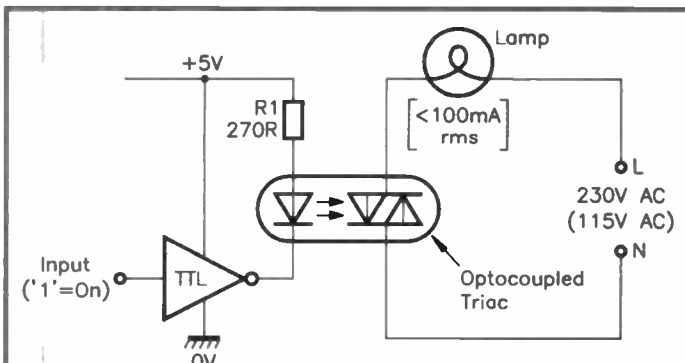 Lamp
+5V
R1
270R
[<100mA
rms]
L
230V AC
(115V AC)
N
Input
('1'=On)
TTL
Optocoupled
Triac
0V